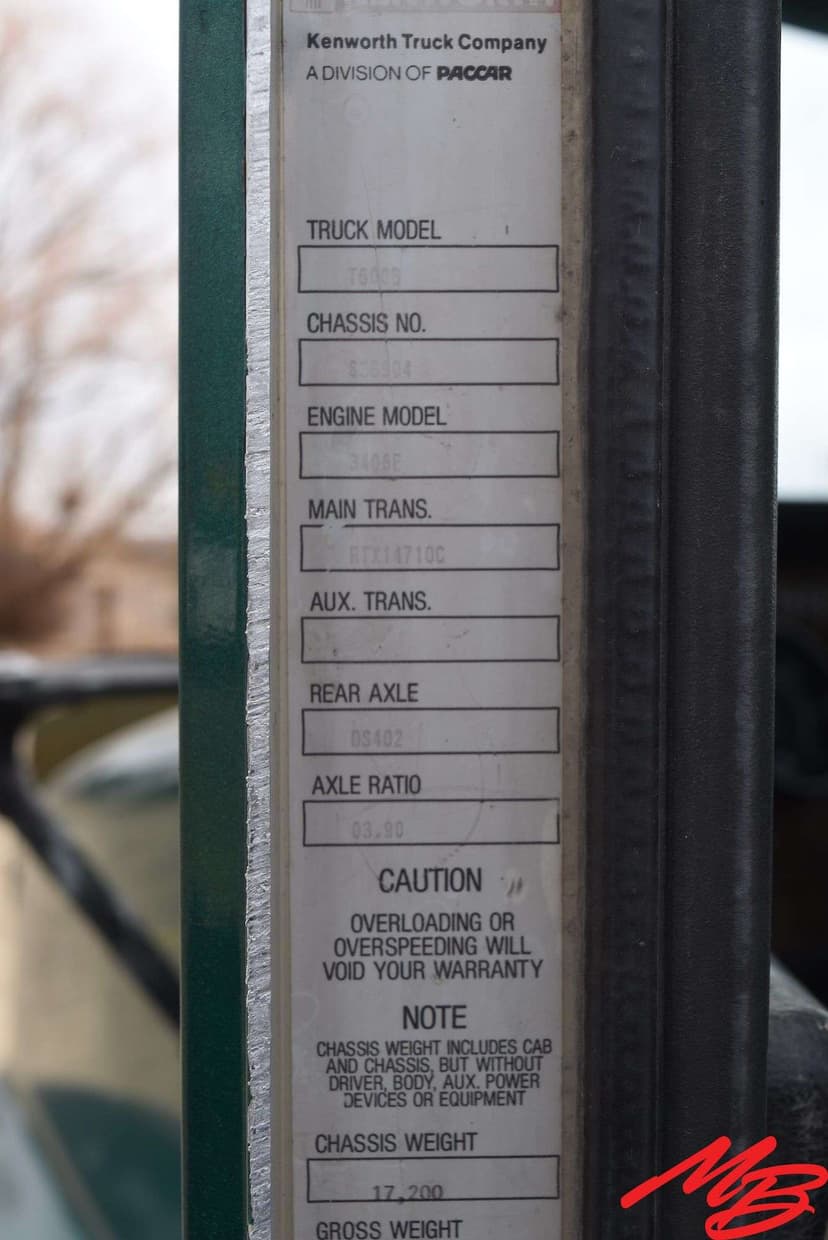 Kenworth Truck Company
A DIVISION OF PACCAR
TRUCK MODEL
T600B
CHASSIS NO.
ENGINE MODEL
3406E
MAIN TRANS.
RTX14710C
AUX. TRANS.
REAR AXLE
DS402
AXLE RATIO
03.90
CAUTION
OVERLOADING OR
OVERSPEEDING WILL
VOID YOUR WARRANTY
NOTE
CHASSIS WEIGHT INCLUDES CAB
AND CHASSIS, BUT WITHOUT
DRIVER, BODY, AUX. POWER
DEVICES OR EQUIPMENT
CHASSIS WEIGHT
17,200
GROSS WEIGHT
MB